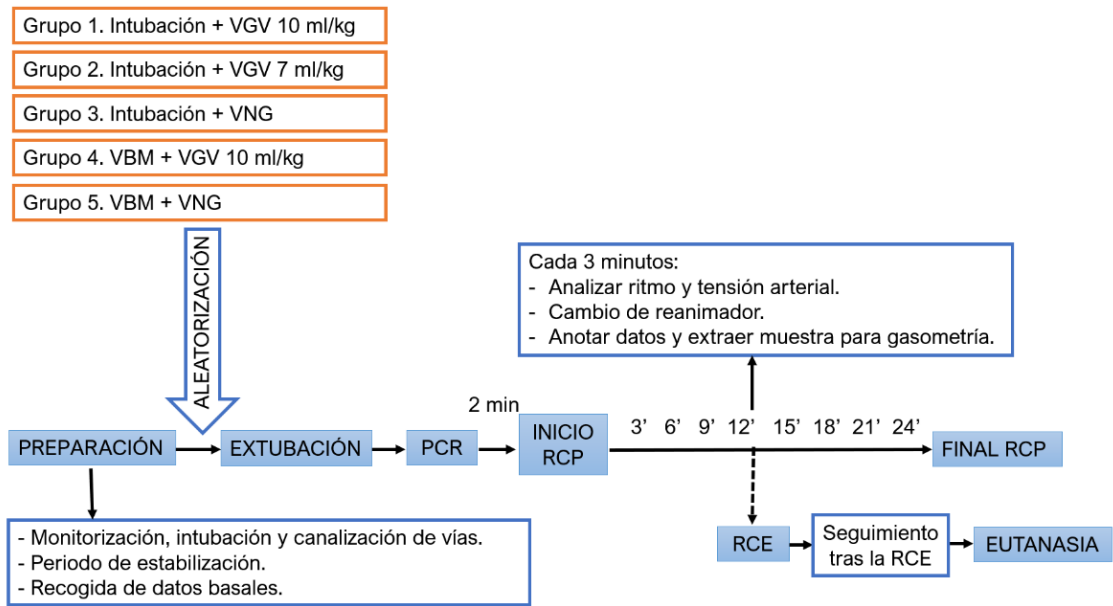 Grupo 1. Intubación + VGV 10 ml/kg
Grupo 2. Intubación + VGV 7 ml/kg
Grupo 3. Intubación + VNG
Grupo 4. VBM + VGV 10 ml/kg
Grupo 5. VBM + VNG
ALEATORIZACIÓN
Cada 3 minutos:
- Analizar ritmo y tensión arterial.
- Cambio de reanimador.
- Anotar datos y extraer muestra para gasometría.
PREPARACIÓN
EXTUBACIÓN
PCR
2 min
INICIO
RCP
3’ 6’ 9’ 12’ 15’ 18’ 21’ 24’
FINAL RCP
- Monitorización, intubación y canalización de vías.
- Periodo de estabilización.
- Recogida de datos basales.
RCE
Seguimiento
tras la RCE
EUTANASIA